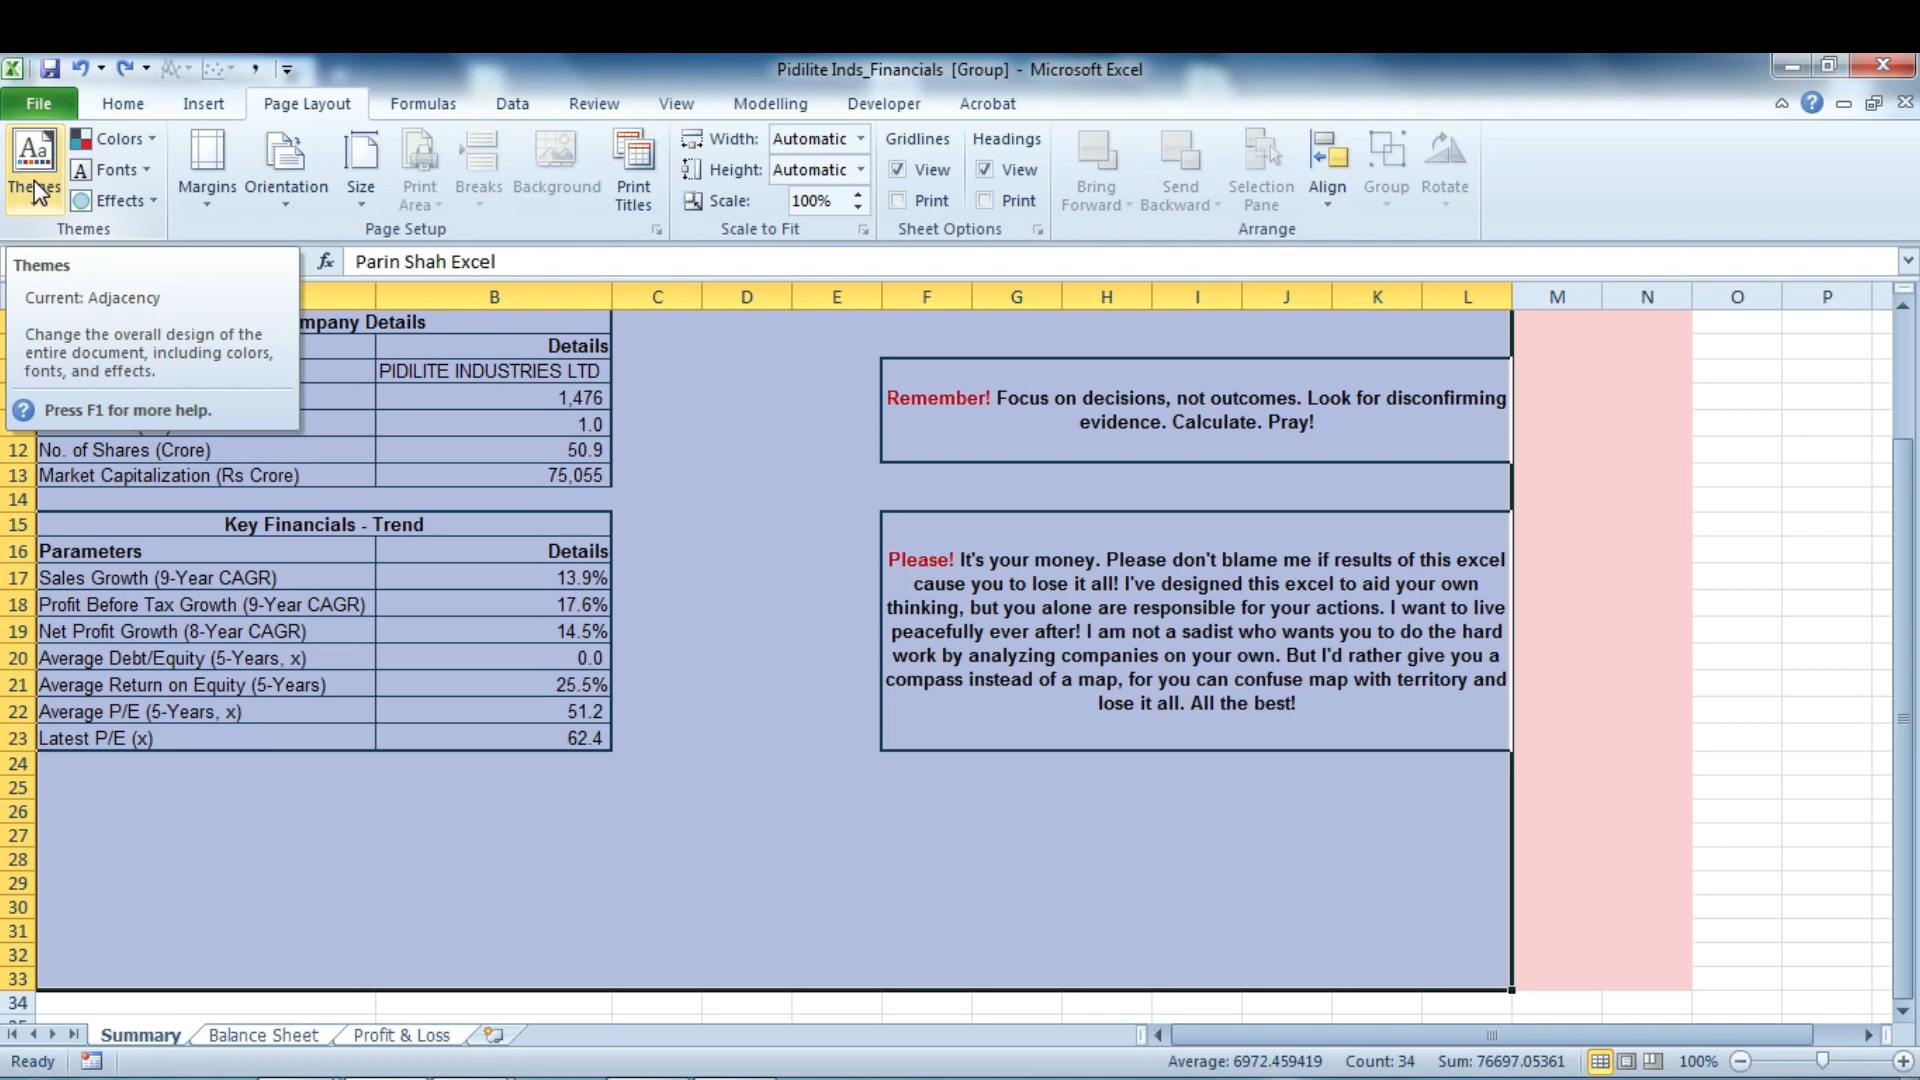 Pidilite Inds_Financials [Group] - Microsoft Excel
File Home Insert Page Layout Formulas Data Review View Modelling Developer Acrobat
Themes
Colors
Fonts
Effects
Themes
Margins
Orientation
Size
Print Area
Breaks
Background
Print Titles
Page Setup
Width: Automatic
Height: Automatic
Scale: 100%
Scale to Fit
Gridlines
View
Print
Headings
View
Print
Sheet Options
Bring Forward
Send Backward
Selection Pane
Align
Group
Rotate
Arrange
fx Parin Shah Excel
Themes
Current: Adjacency
Change the overall design of the
entire document, including colors,
fonts, and effects.
Press F1 for more help.
B C D E F G H I J K L M N O P
Details
Details
PIDILITE INDUSTRIES LTD
1,476
1.0
12 No. of Shares (Crore) 50.9
13 Market Capitalization (Rs Crore) 75,055
14
15 Key Financials - Trend
16 Parameters Details
17 Sales Growth (9-Year CAGR) 13.9%
18 Profit Before Tax Growth (9-Year CAGR) 17.6%
19 Net Profit Growth (8-Year CAGR) 14.5%
20 Average Debt/Equity (5-Years, x) 0.0
21 Average Return on Equity (5-Years) 25.5%
22 Average P/E (5-Years, x) 51.2
23 Latest P/E (x) 62.4
24
25
26
27
28
29
30
31
32
33
34
Remember! Focus on decisions, not outcomes. Look for disconfirming
evidence. Calculate. Pray!
Please! It's your money. Please don't blame me if results of this excel
cause you to lose it all! I've designed this excel to aid your own
thinking, but you alone are responsible for your actions. I want to live
peacefully ever after! I am not a sadist who wants you to do the hard
work by analyzing companies on your own. But I'd rather give you a
compass instead of a map, for you can confuse map with territory and
lose it all. All the best!
Summary Balance Sheet Profit & Loss
Ready Average: 6972.459419 Count: 34 Sum: 76697.05361 100%